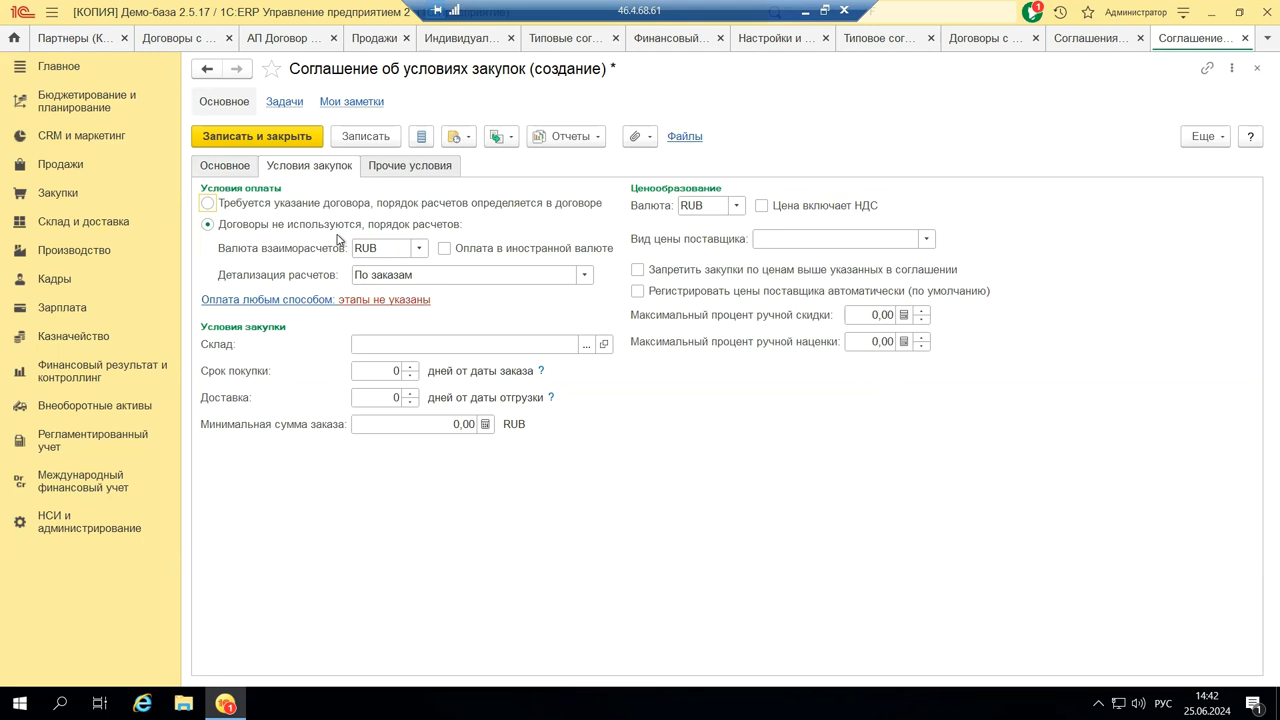 [КОПИЯ] Демо-база 2.5.17 / 1С:ERP Управление предприятием 2
46.4.68.61
Администратор
Партнеры (К...
Договоры с ...
АП Договор ...
Продажи
Индивидуал...
Типовые сог...
Финансовый...
Настройки и ...
Типовое сог...
Договоры с ...
Соглашения...
Соглашение...
Главное
Бюджетирование и
планирование
CRM и маркетинг
Продажи
Закупки
Склад и доставка
Производство
Кадры
Зарплата
Казначейство
Финансовый результат и
контроллинг
Внеоборотные активы
Регламентированный
учет
Международный
финансовый учет
НСИ и
администрирование
Соглашение об условиях закупок (создание) *
Основное Задачи Мои заметки
Записать и закрыть Записать Отчеты Файлы Еще ?
Основное Условия закупок Прочие условия
Условия оплаты
Требуется указание договора, порядок расчетов определяется в договоре
Договоры не используются, порядок расчетов:
Валюта взаиморасчетов: RUB Оплата в иностранной валюте
Детализация расчетов: По заказам
Оплата любым способом: этапы не указаны
Условия закупки
Склад:
Срок покупки: 0 дней от даты заказа ?
Доставка: 0 дней от даты отгрузки ?
Минимальная сумма заказа: 0,00 RUB
Ценообразование
Валюта: RUB Цена включает НДС
Вид цены поставщика:
Запретить закупки по ценам выше указанных в соглашении
Регистрировать цены поставщика автоматически (по умолчанию)
Максимальный процент ручной скидки: 0,00
Максимальный процент ручной наценки: 0,00
РУС
14:42
25.06.2024